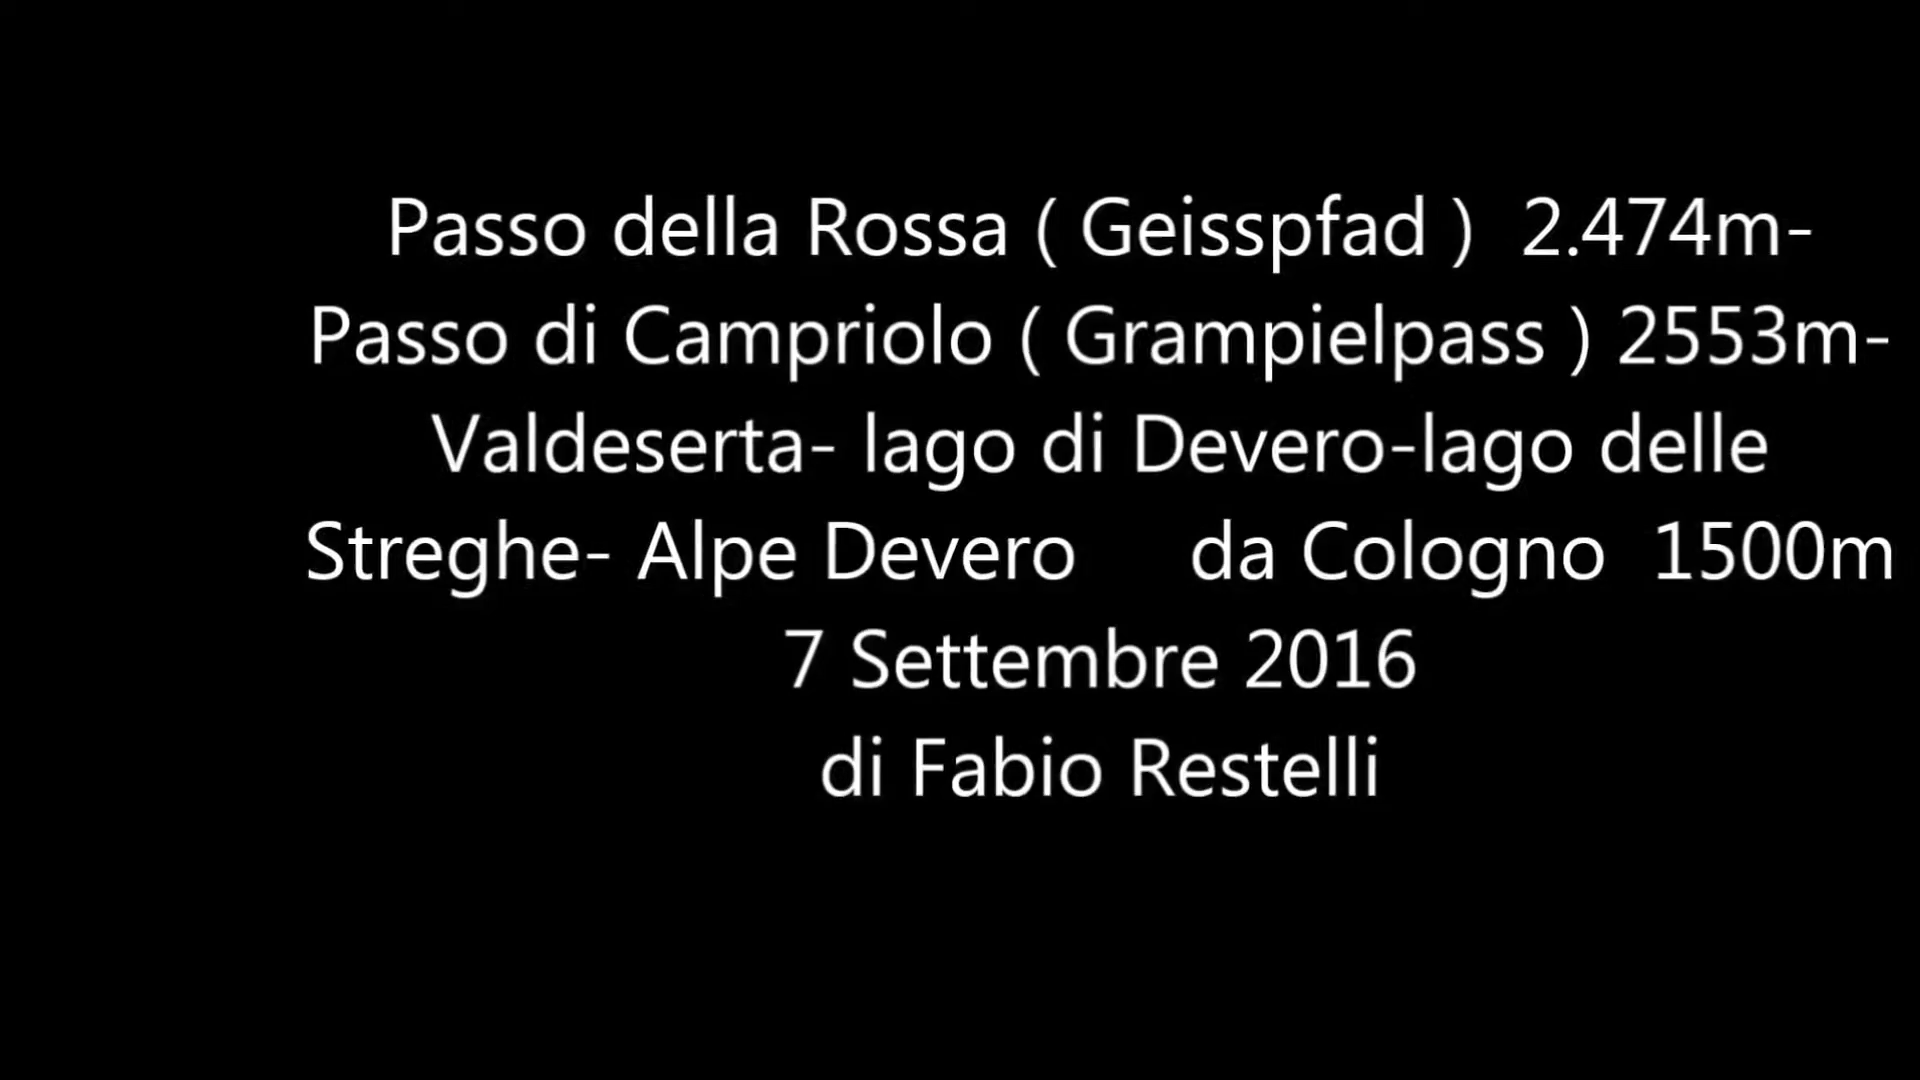 Passo della Rossa ( Geisspfad )  2.474m-
Passo di Campriolo ( Grampielpass ) 2553m-
Valdeserta- lago di Devero-lago delle
Streghe- Alpe Devero     da Cologno  1500m
7 Settembre 2016
di Fabio Restelli